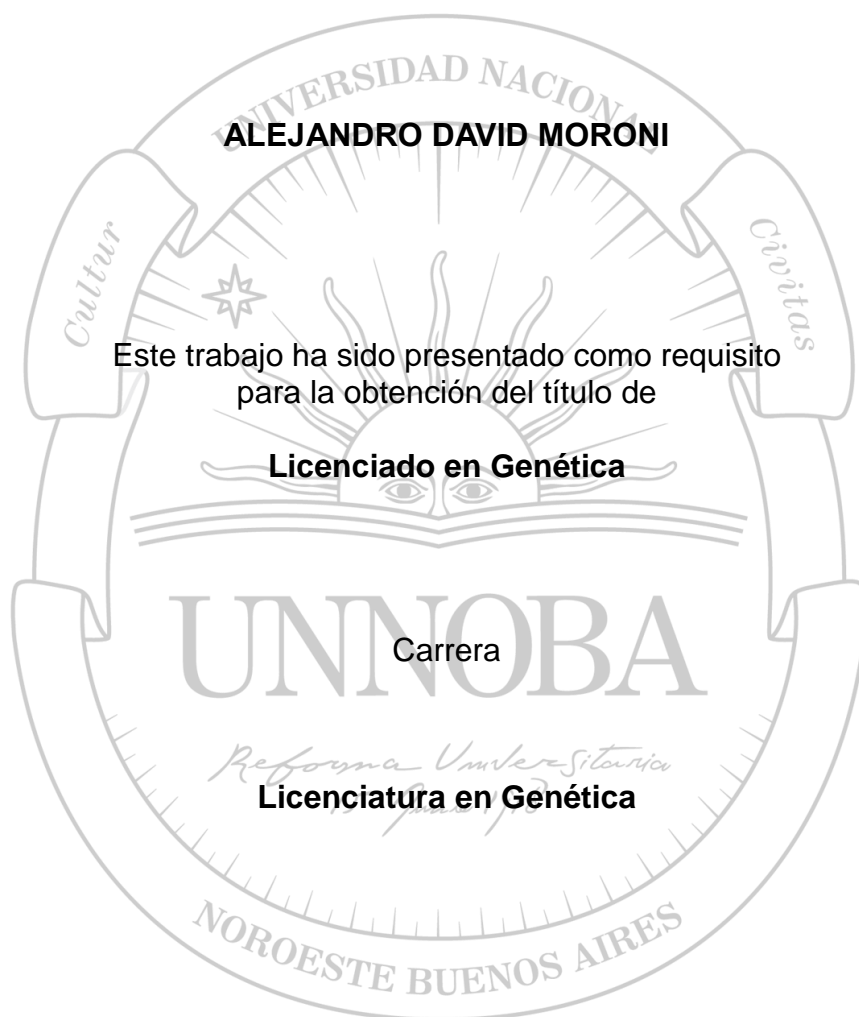 UNIVERSIDAD NACIONAL
ALEJANDRO DAVID MORONI
Cultur
Civitas
Este trabajo ha sido presentado como requisito
para la obtención del título de
Licenciado en Genética
UNNOBA
Carrera
Reforma Universitaria
Licenciatura en Genética
NOROESTE BUENOS AIRES